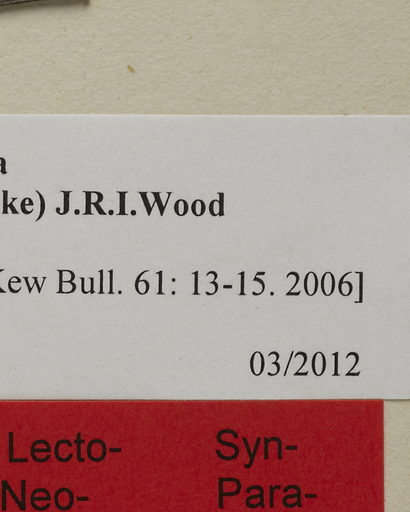 a
ke) J.R.I.Wood
Kew Bull. 61: 13-15. 2006]
03/2012
Lecto- Syn-
Neo- Para-